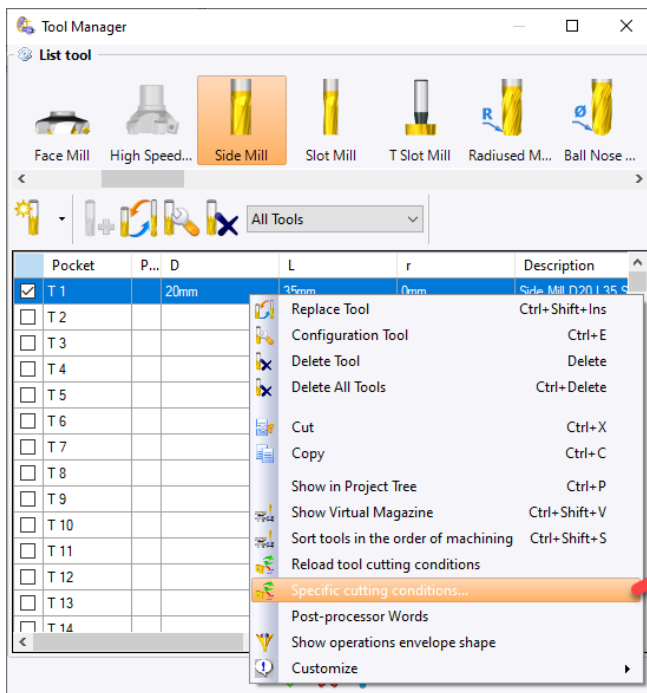 Tool Manager
List tool
R
Ø
Face Mill High Speed... Side Mill Slot Mill T Slot Mill Radiused M... Ball Nose ...
All Tools
Pocket P... D L r Description
T 1 20mm 35mm 0mm Side Mill D20 L35 S
T 2
Replace Tool Ctrl+Shift+Ins
T 3
Configuration Tool Ctrl+E
T 4
Delete Tool Delete
T 5
Delete All Tools Ctrl+Delete
T 6
Cut Ctrl+X
T 7
Copy Ctrl+C
T 8
Show in Project Tree Ctrl+P
T 9
Show Virtual Magazine Ctrl+Shift+V
T 10
Sort tools in the order of machining Ctrl+Shift+S
T 11
Reload tool cutting conditions
T 12
Specific cutting conditions...
T 13
Post-processor Words
T 14
Show operations envelope shape
Customize